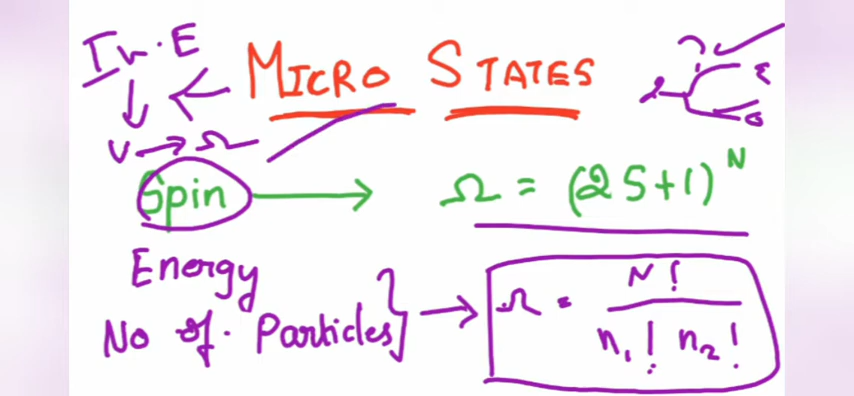 In. E
MICRO STATES
V → Ω
Spin → Ω = (2S+1)^N
Energy
No of. Particles} → Ω = N! / n₁! n₂!